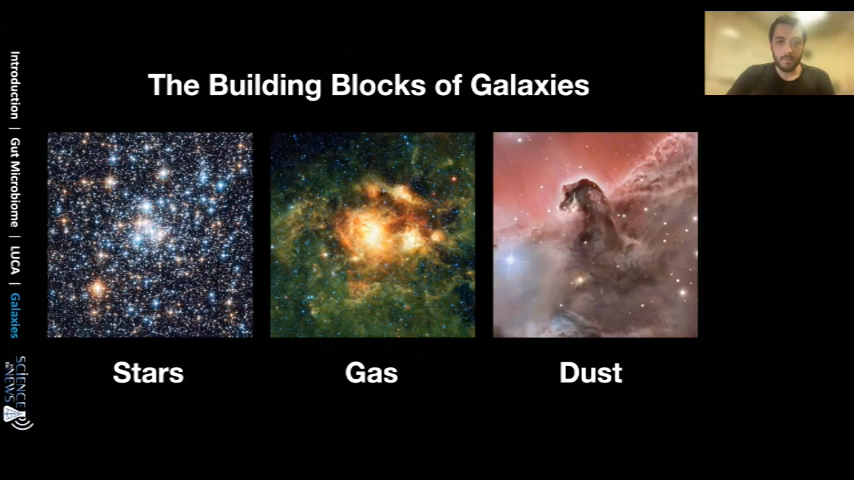 The Building Blocks of Galaxies
Stars
Gas
Dust
Introduction | Gut Microbiome | LUCA | Galaxies
SCIENCE
NEWS